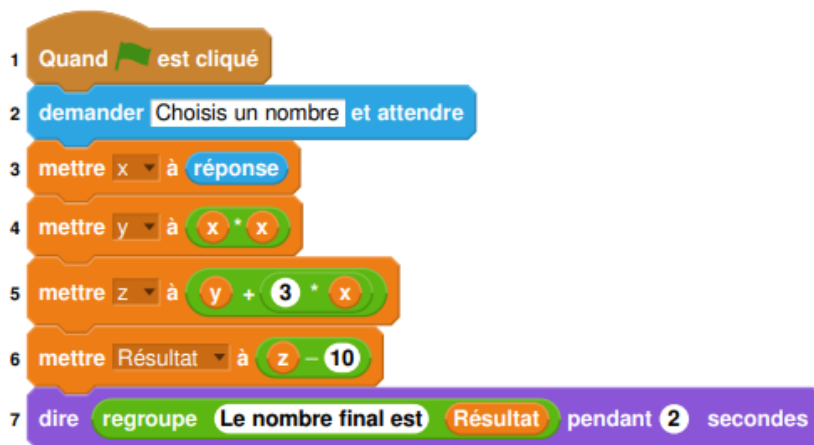 1 Quand est cliqué
2 demander Choisis un nombre et attendre
3 mettre x à réponse
4 mettre y à x * x
5 mettre z à y + 3 * x
6 mettre Résultat à z - 10
7 dire regroupe Le nombre final est Résultat pendant 2 secondes